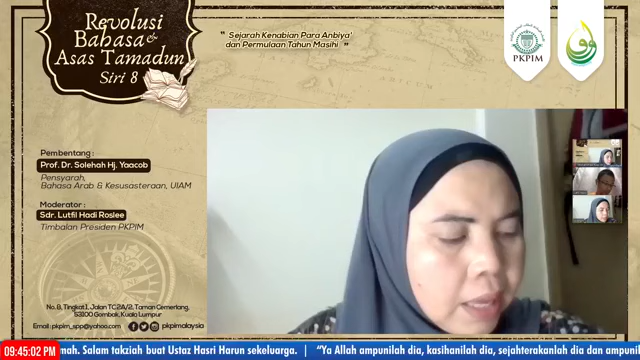 Revolusi
Bahasa &
Asas Tamadun
Siri 8
" Sejarah Kenabian Para Anbiya'
dan Permulaan Tahun Masihi "
PKPIM
Pembentang :
Prof. Dr. Solehah Hj. Yaacob
Pensyarah,
Bahasa Arab & Kesusasteraan, UIAM
Moderator :
Sdr. Lutfil Hadi Roslee
Timbalan Presiden PKPIM
No. 8, Tingkat 1, Jalan TC2A/2, Taman Cemerlang,
53100 Gombak, Kuala Lumpur
Email : pkpim_spp@yahoo.com pkpimalaysia
09:45:02 PM mah. Salam takziah buat Ustaz Hasri Harun sekeluarga. | "Ya Allah ampunilah dia, kasihanilah dia, sejahterakanlah dia dan ampunil